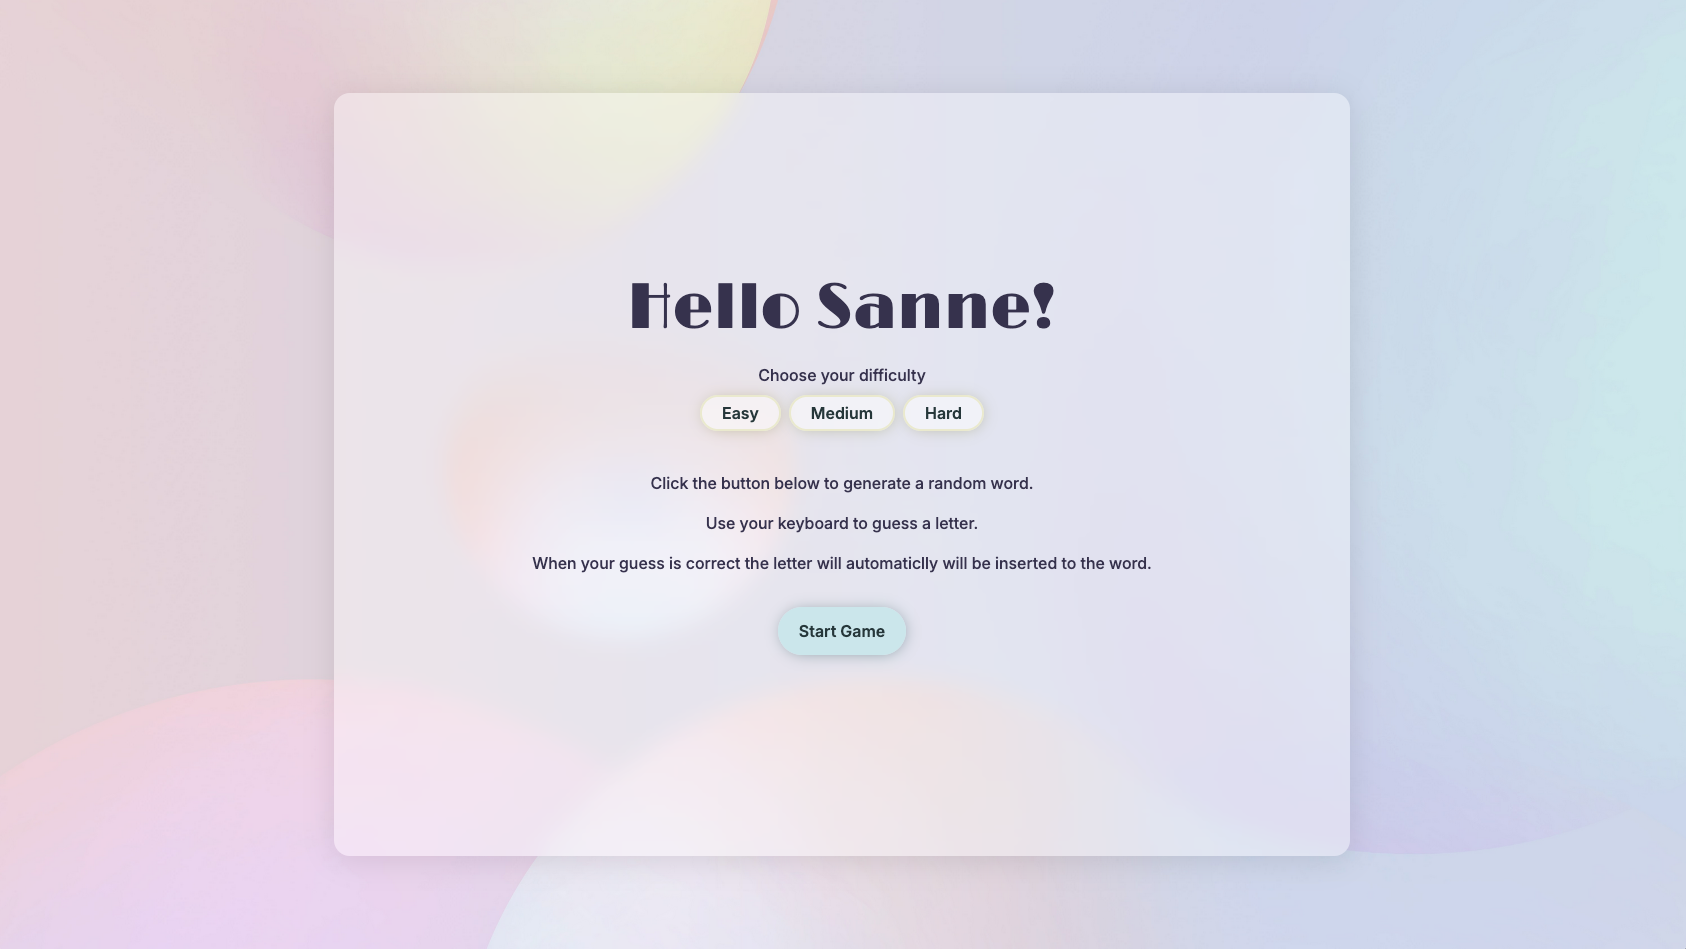 Hello Sanne!
Choose your difficulty
Easy Medium Hard
Click the button below to generate a random word.
Use your keyboard to guess a letter.
When your guess is correct the letter will automaticlly will be inserted to the word.
Start Game